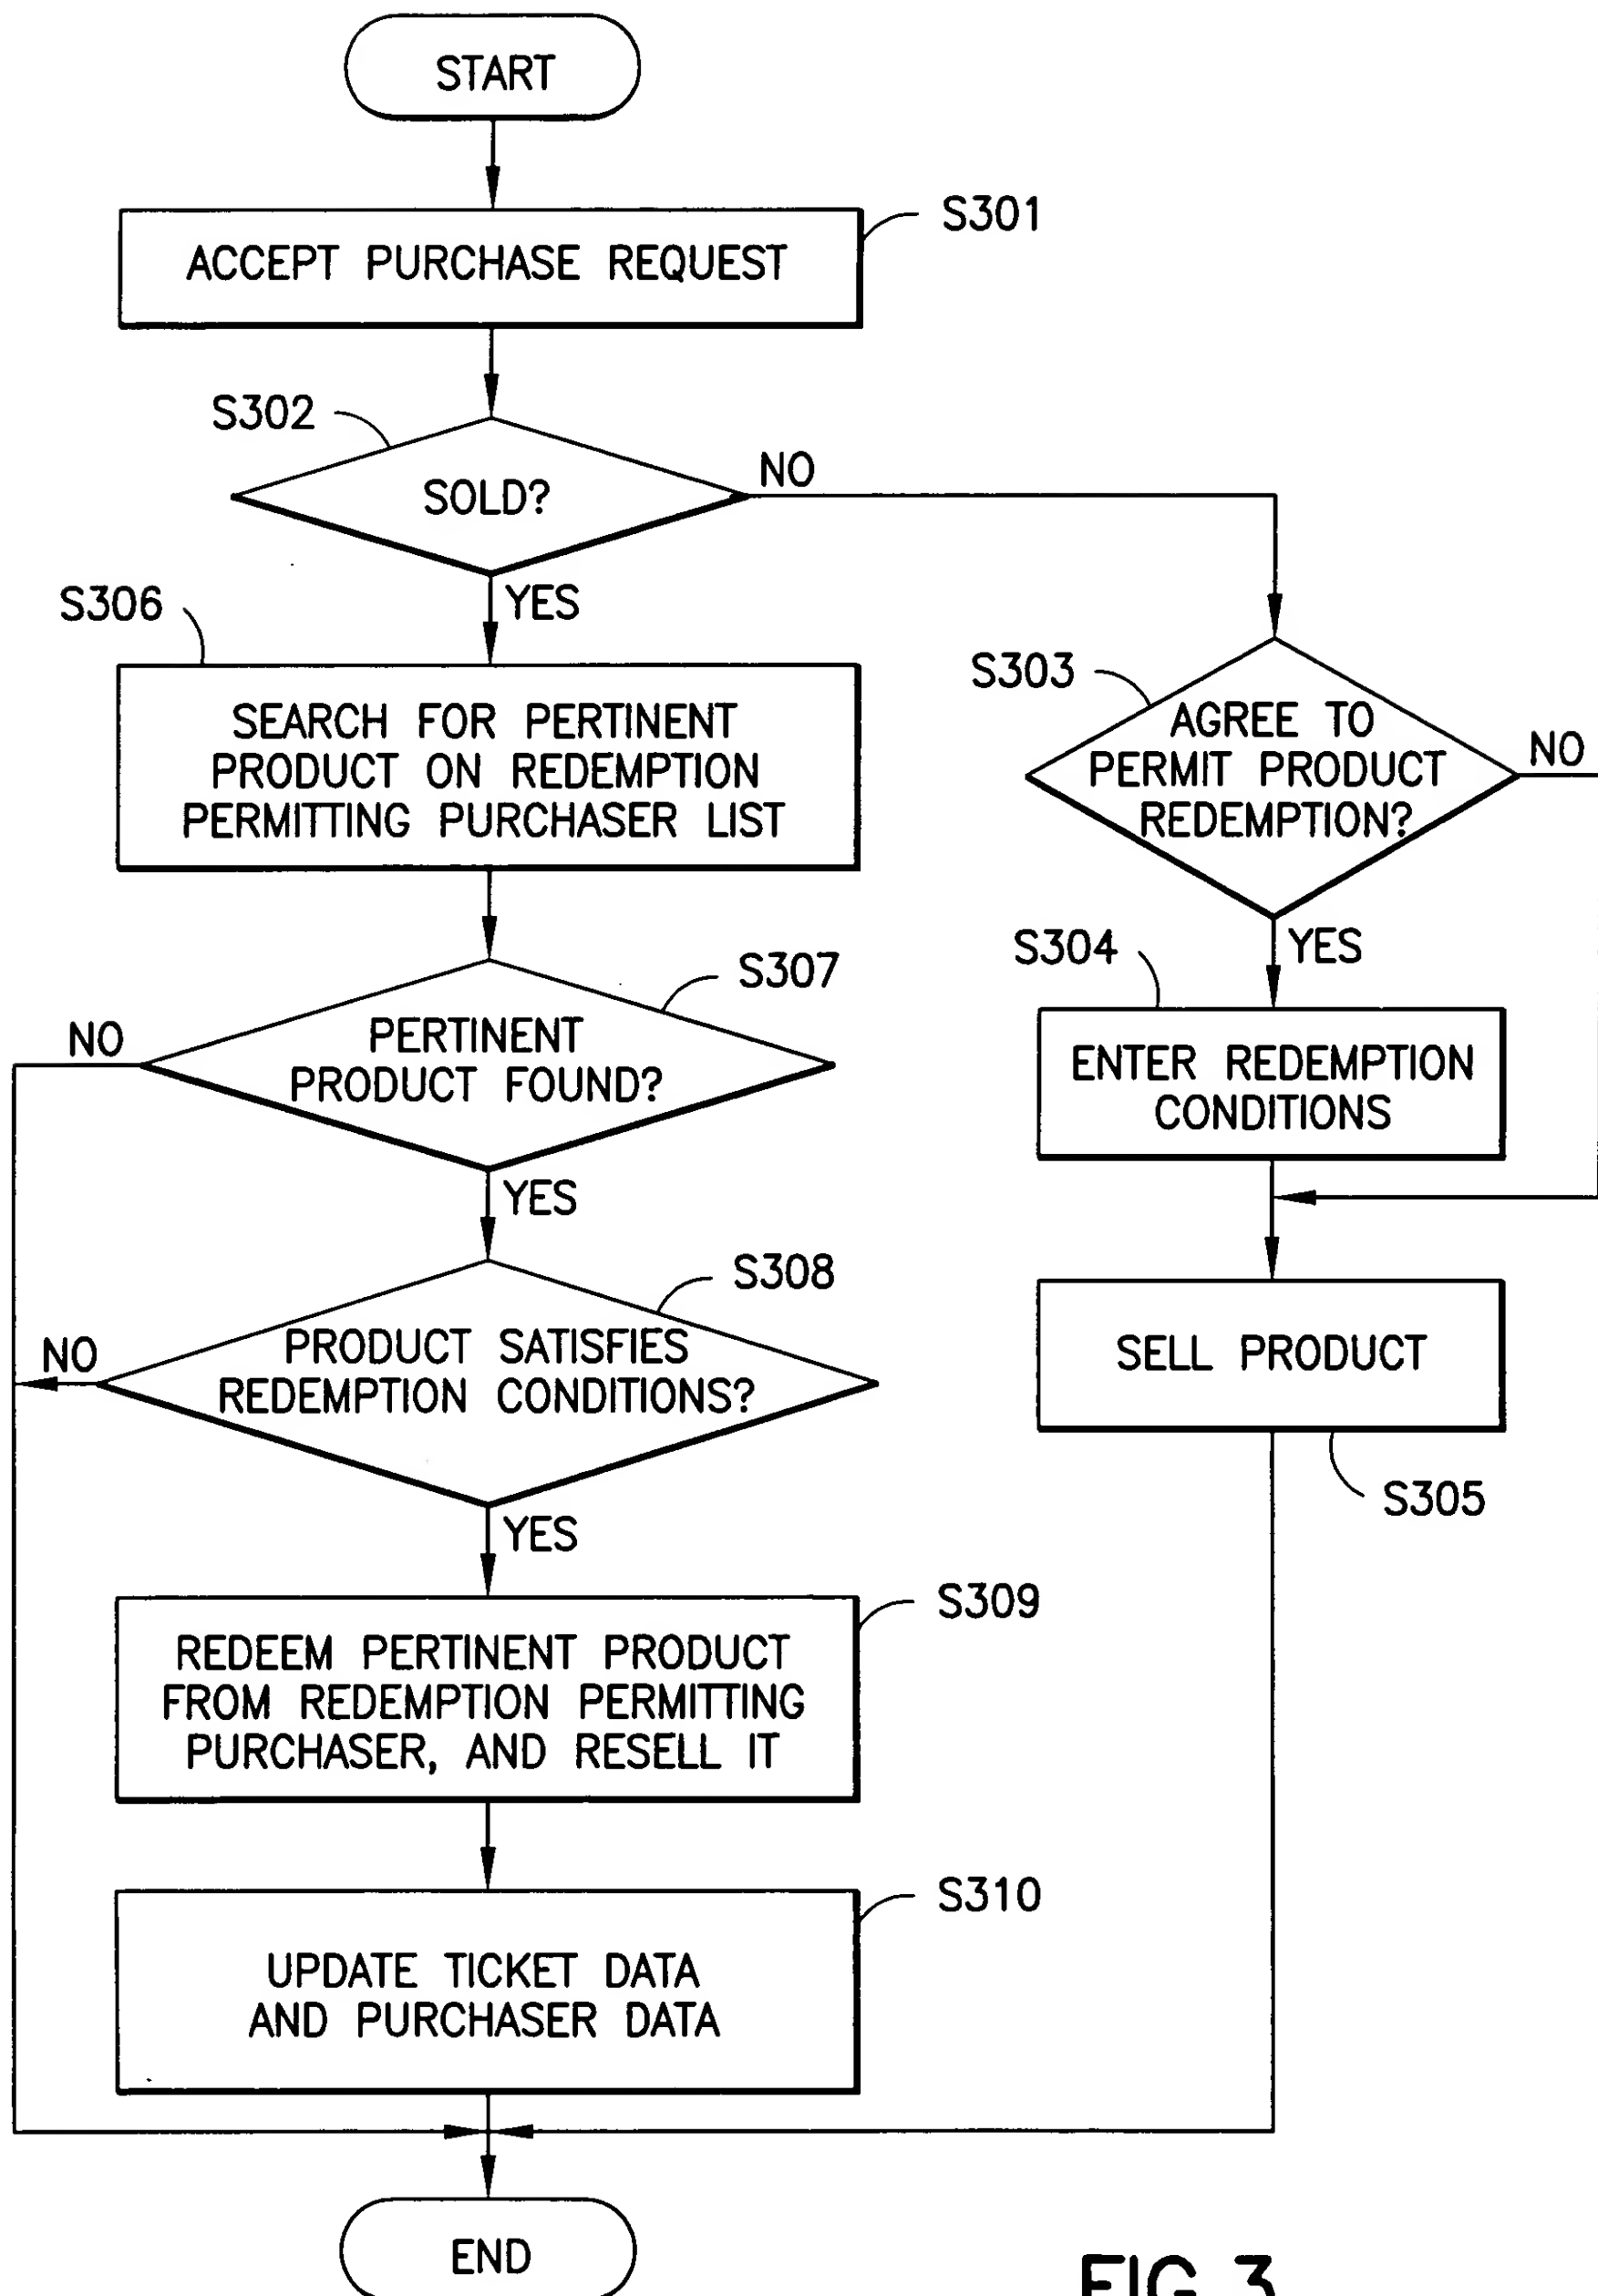 START
ACCEPT PURCHASE REQUEST
S301
S302
SOLD?
NO
YES
S306
SEARCH FOR PERTINENT
PRODUCT ON REDEMPTION
PERMITTING PURCHASER LIST
S303
AGREE TO
PERMIT PRODUCT
REDEMPTION?
NO
YES
S304
ENTER REDEMPTION
CONDITIONS
S307
PERTINENT
PRODUCT FOUND?
NO
YES
S308
PRODUCT SATISFIES
REDEMPTION CONDITIONS?
NO
YES
SELL PRODUCT
S305
S309
REDEEM PERTINENT PRODUCT
FROM REDEMPTION PERMITTING
PURCHASER, AND RESELL IT
S310
UPDATE TICKET DATA
AND PURCHASER DATA
END
FIG.3